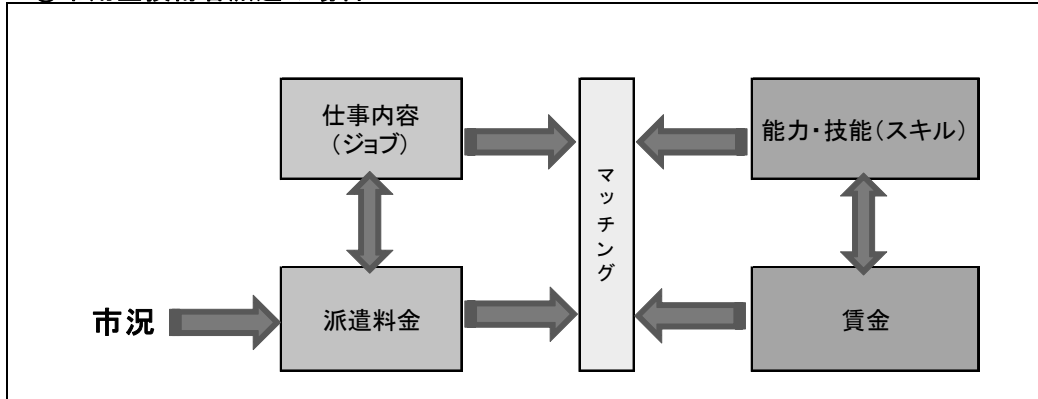 仕事内容
(ジョブ)
能力・技能(スキル)
マッチング
市況
派遣料金
賃金